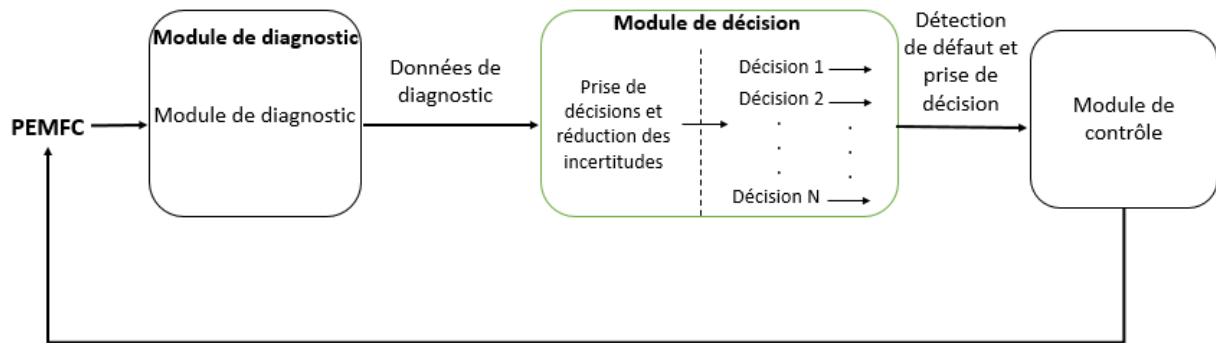 PEMFC
Module de diagnostic
Module de diagnostic
Données de
diagnostic
Module de décision
Prise de
décisions et
réduction des
incertitudes
Décision 1
Décision 2
Décision N
Détection
de défaut et
prise de
décision
Module de
contrôle